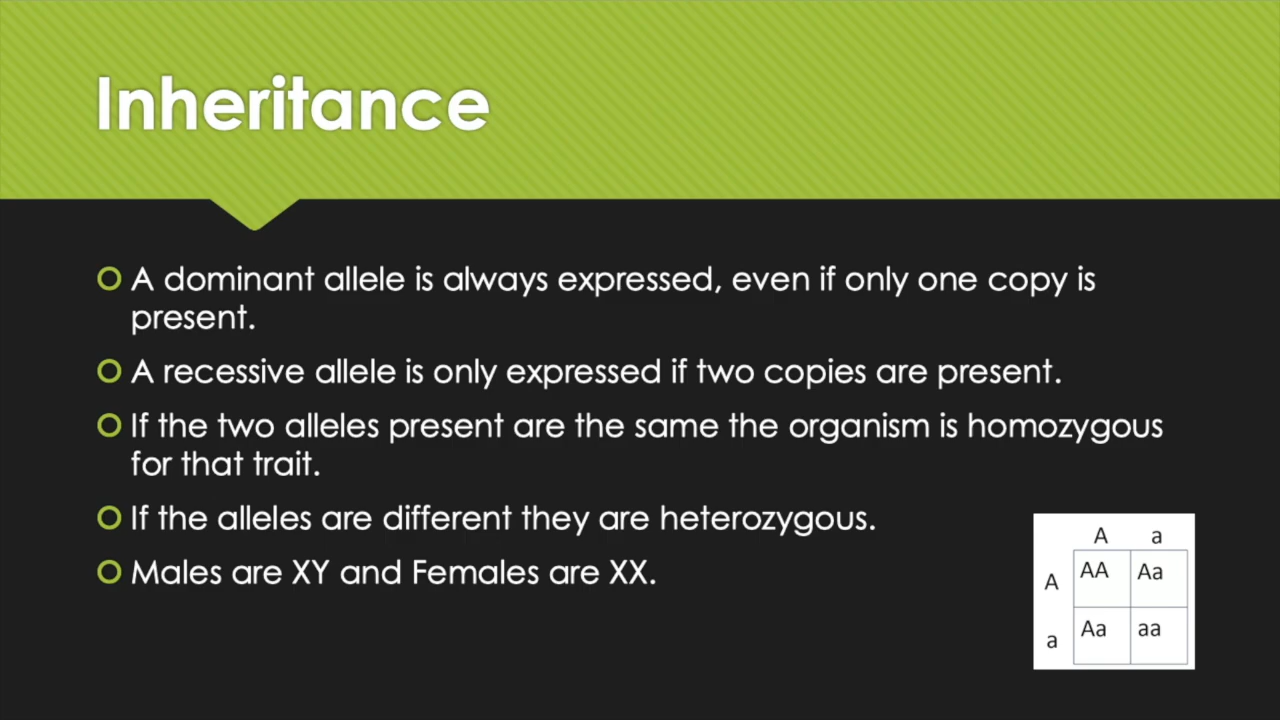 Inheritance
A dominant allele is always expressed, even if only one copy is
present.
A recessive allele is only expressed if two copies are present.
If the two alleles present are the same the organism is homozygous
for that trait.
If the alleles are different they are heterozygous.
Males are XY and Females are XX.
A a
A AA Aa
a Aa aa